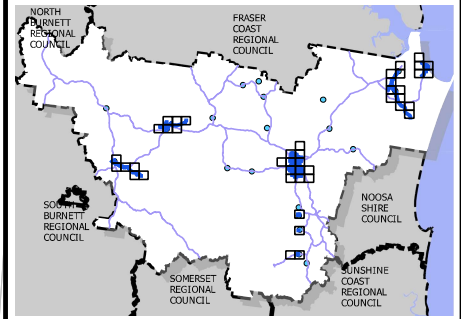 NORTH
BURNETT
REGIONAL
COUNCIL
FRASER
COAST
REGIONAL
COUNCIL
SOUTH
BURNETT
REGIONAL
COUNCIL
NOOSA
SHIRE
COUNCIL
SOMERSET
REGIONAL
COUNCIL
SUNSHINE
COAST
REGIONAL
COUNCIL